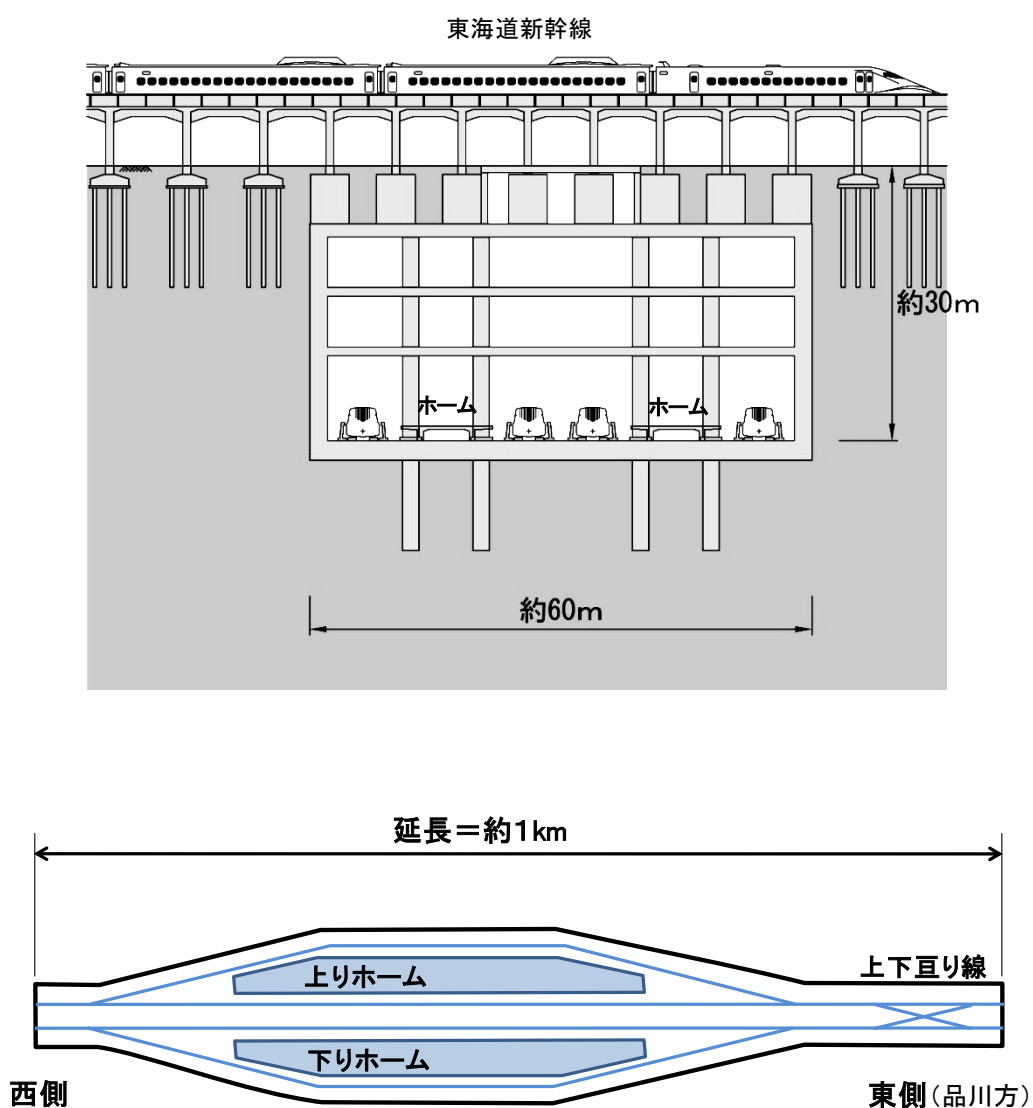 東海道新幹線
約30m
ホーム
ホーム
約60m
延長=約1km
上りホーム
上下亘り線
下りホーム
西側
東側(品川方)